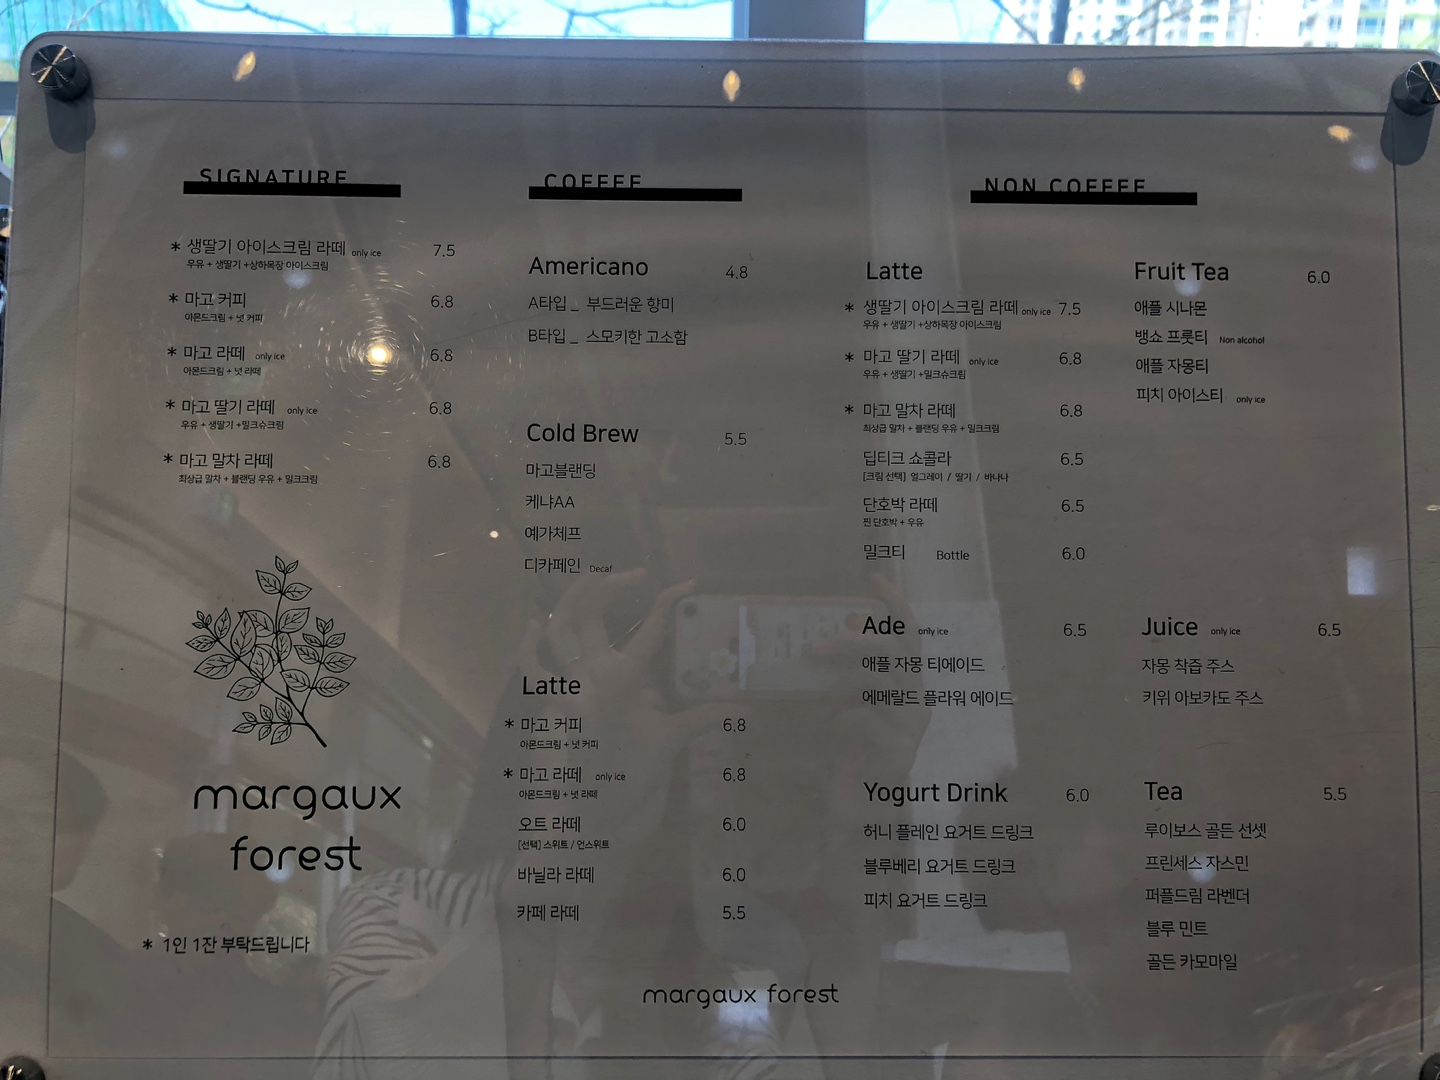 SIGNATURE
* 생딸기 아이스크림 라떼 only ice 7.5
우유 + 생딸기 +상하목장 아이스크림
* 마고 커피 6.8
아몬드크림 + 넛 커피
* 마고 라떼 only ice 6.8
아몬드크림 + 넛 라떼
* 마고 딸기 라떼 only ice 6.8
우유 + 생딸기 +밀크슈크림
* 마고 말차 라떼 6.8
최상급 말차 + 블랜딩 우유 + 밀크크림
margaux
forest
* 1인 1잔 부탁드립니다
COFFEE
Americano 4.8
A타입 _ 부드러운 향미
B타입 _ 스모키한 고소함
Cold Brew 5.5
마고블랜딩
케냐AA
예가체프
디카페인 Decaf
Latte
* 마고 커피 6.8
아몬드크림 + 넛 커피
* 마고 라떼 only ice 6.8
아몬드크림 + 넛 라떼
오트 라떼 6.0
[선택] 스위트 / 언스위트
바닐라 라떼 6.0
카페 라떼 5.5
NON COFFEE
Latte
* 생딸기 아이스크림 라떼 only ice 7.5
우유 + 생딸기 +상하목장 아이스크림
* 마고 딸기 라떼 only ice 6.8
우유 + 생딸기 +밀크슈크림
* 마고 말차 라떼 6.8
최상급 말차 + 블랜딩 우유 + 밀크크림
딥티크 쇼콜라 6.5
[크림 선택] 얼그레이 / 딸기 / 바나나
단호박 라떼 6.5
찐 단호박 + 우유
밀크티 Bottle 6.0
Ade only ice 6.5
애플 자몽 티에이드
에메랄드 플라워 에이드
Yogurt Drink 6.0
허니 플레인 요거트 드링크
블루베리 요거트 드링크
피치 요거트 드링크
Fruit Tea 6.0
애플 시나몬
뱅쇼 프룻티 Non alcohol
애플 자몽티
피치 아이스티 only ice
Juice only ice 6.5
자몽 착즙 주스
키위 아보카도 주스
Tea 5.5
루이보스 골든 선셋
프린세스 자스민
퍼플드림 라벤더
블루 민트
골든 카모마일
margaux forest